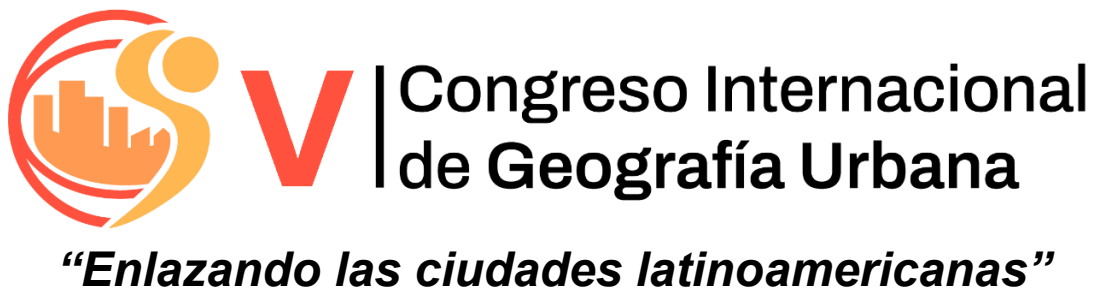 V
Congreso Internacional
de Geografía Urbana
“Enlazando las ciudades latinoamericanas”